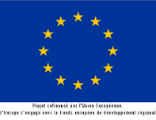 Projet cofinancé par l'Union Européenne.
L'Europe s'engage avec le Fonds européen de développement régional